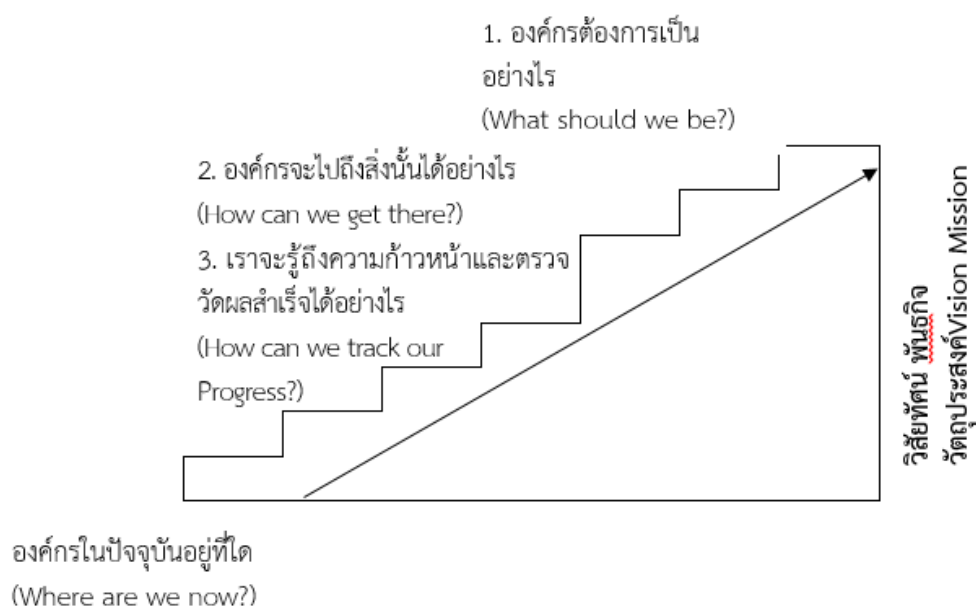 1. องค์กรต้องการเป็น
อย่างไร
(What should we be?)
2. องค์กรจะไปถึงสิ่งนั้นได้อย่างไร
(How can we get there?)
3. เราจะรู้ถึงความก้าวหน้าและตรวจ
วัดผลสำเร็จได้อย่างไร
(How can we track our
Progress?)
วิสัยทัศน์ พันธกิจ
วัตถุประสงค์Vision Mission
องค์กรในปัจจุบันอยู่ที่ใด
(Where are we now?)